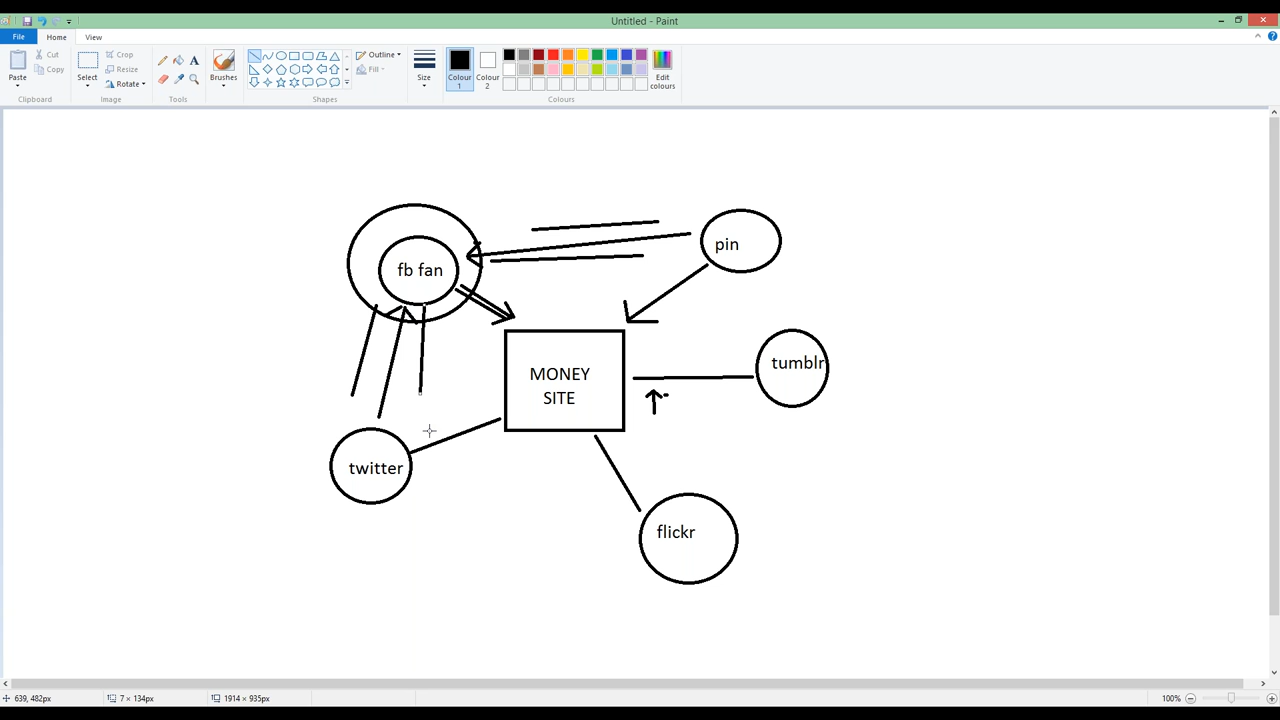 Untitled - Paint
File Home View
Paste
Cut
Copy
Clipboard
Select
Crop
Resize
Rotate
Image
A
Tools
Brushes
Outline
Fill
Shapes
Size
Colour
1
Colour
2
Edit
colours
Colours
fb fan
pin
MONEY
SITE
tumblr
twitter
flickr
639, 482px 7 × 134px 1914 × 935px 100%